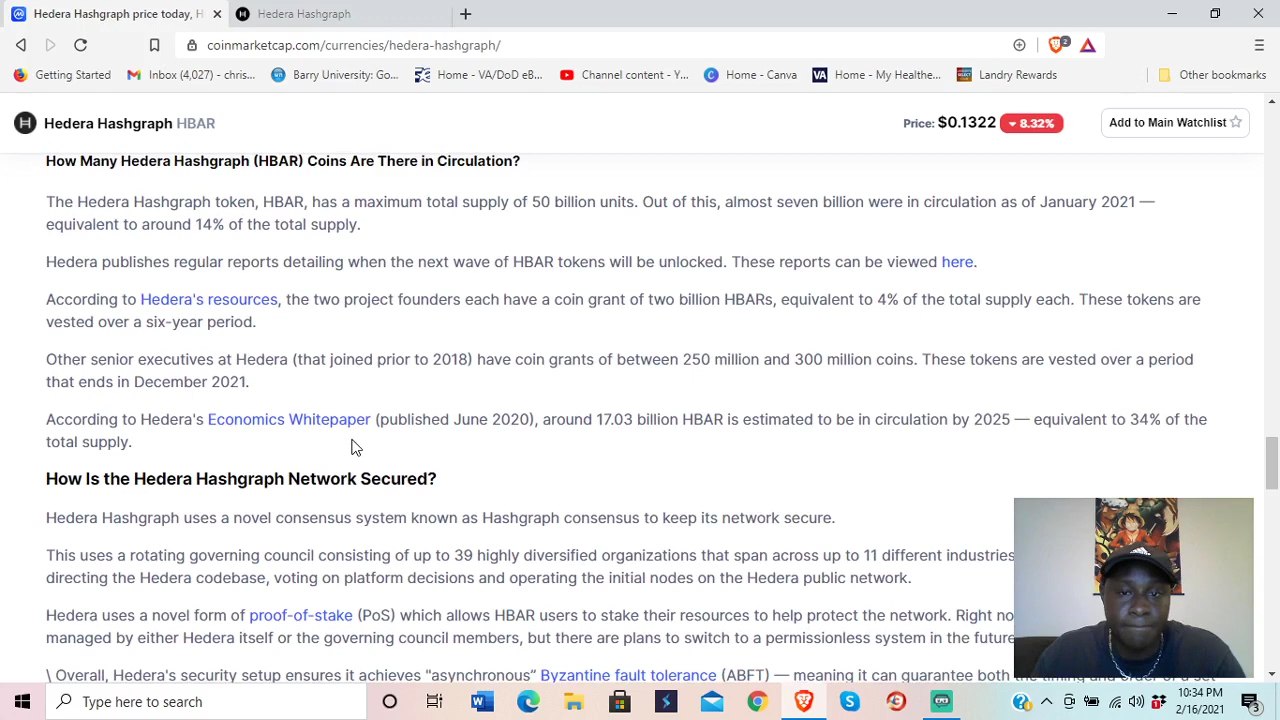 Hedera Hashgraph price today, H
Hedera Hashgraph
coinmarketcap.com/currencies/hedera-hashgraph/
2
Getting Started
Inbox (4,027) - chris...
Barry University: Go...
Home - VA/DoD eB...
Channel content - Y...
Home - Canva
Home - My Healthe...
Landry Rewards
Other bookmarks
Hedera Hashgraph HBAR
Price: $0.1322
8.32%
Add to Main Watchlist
How Many Hedera Hashgraph (HBAR) Coins Are There in Circulation?
The Hedera Hashgraph token, HBAR, has a maximum total supply of 50 billion units. Out of this, almost seven billion were in circulation as of January 2021 —
equivalent to around 14% of the total supply.
Hedera publishes regular reports detailing when the next wave of HBAR tokens will be unlocked. These reports can be viewed here.
According to Hedera's resources, the two project founders each have a coin grant of two billion HBARs, equivalent to 4% of the total supply each. These tokens are
vested over a six-year period.
Other senior executives at Hedera (that joined prior to 2018) have coin grants of between 250 million and 300 million coins. These tokens are vested over a period
that ends in December 2021.
According to Hedera's Economics Whitepaper (published June 2020), around 17.03 billion HBAR is estimated to be in circulation by 2025 — equivalent to 34% of the
total supply.
How Is the Hedera Hashgraph Network Secured?
Hedera Hashgraph uses a novel consensus system known as Hashgraph consensus to keep its network secure.
This uses a rotating governing council consisting of up to 39 highly diversified organizations that span across up to 11 different industries
directing the Hedera codebase, voting on platform decisions and operating the initial nodes on the Hedera public network.
Hedera uses a novel form of proof-of-stake (PoS) which allows HBAR users to stake their resources to help protect the network. Right no
managed by either Hedera itself or the governing council members, but there are plans to switch to a permissionless system in the future
\ Overall, Hedera's security setup ensures it achieves "asynchronous" Byzantine fault tolerance (ABFT) — meaning it can guarantee both the timing and order of a set
Type here to search
10:34 PM
2/16/2021
3